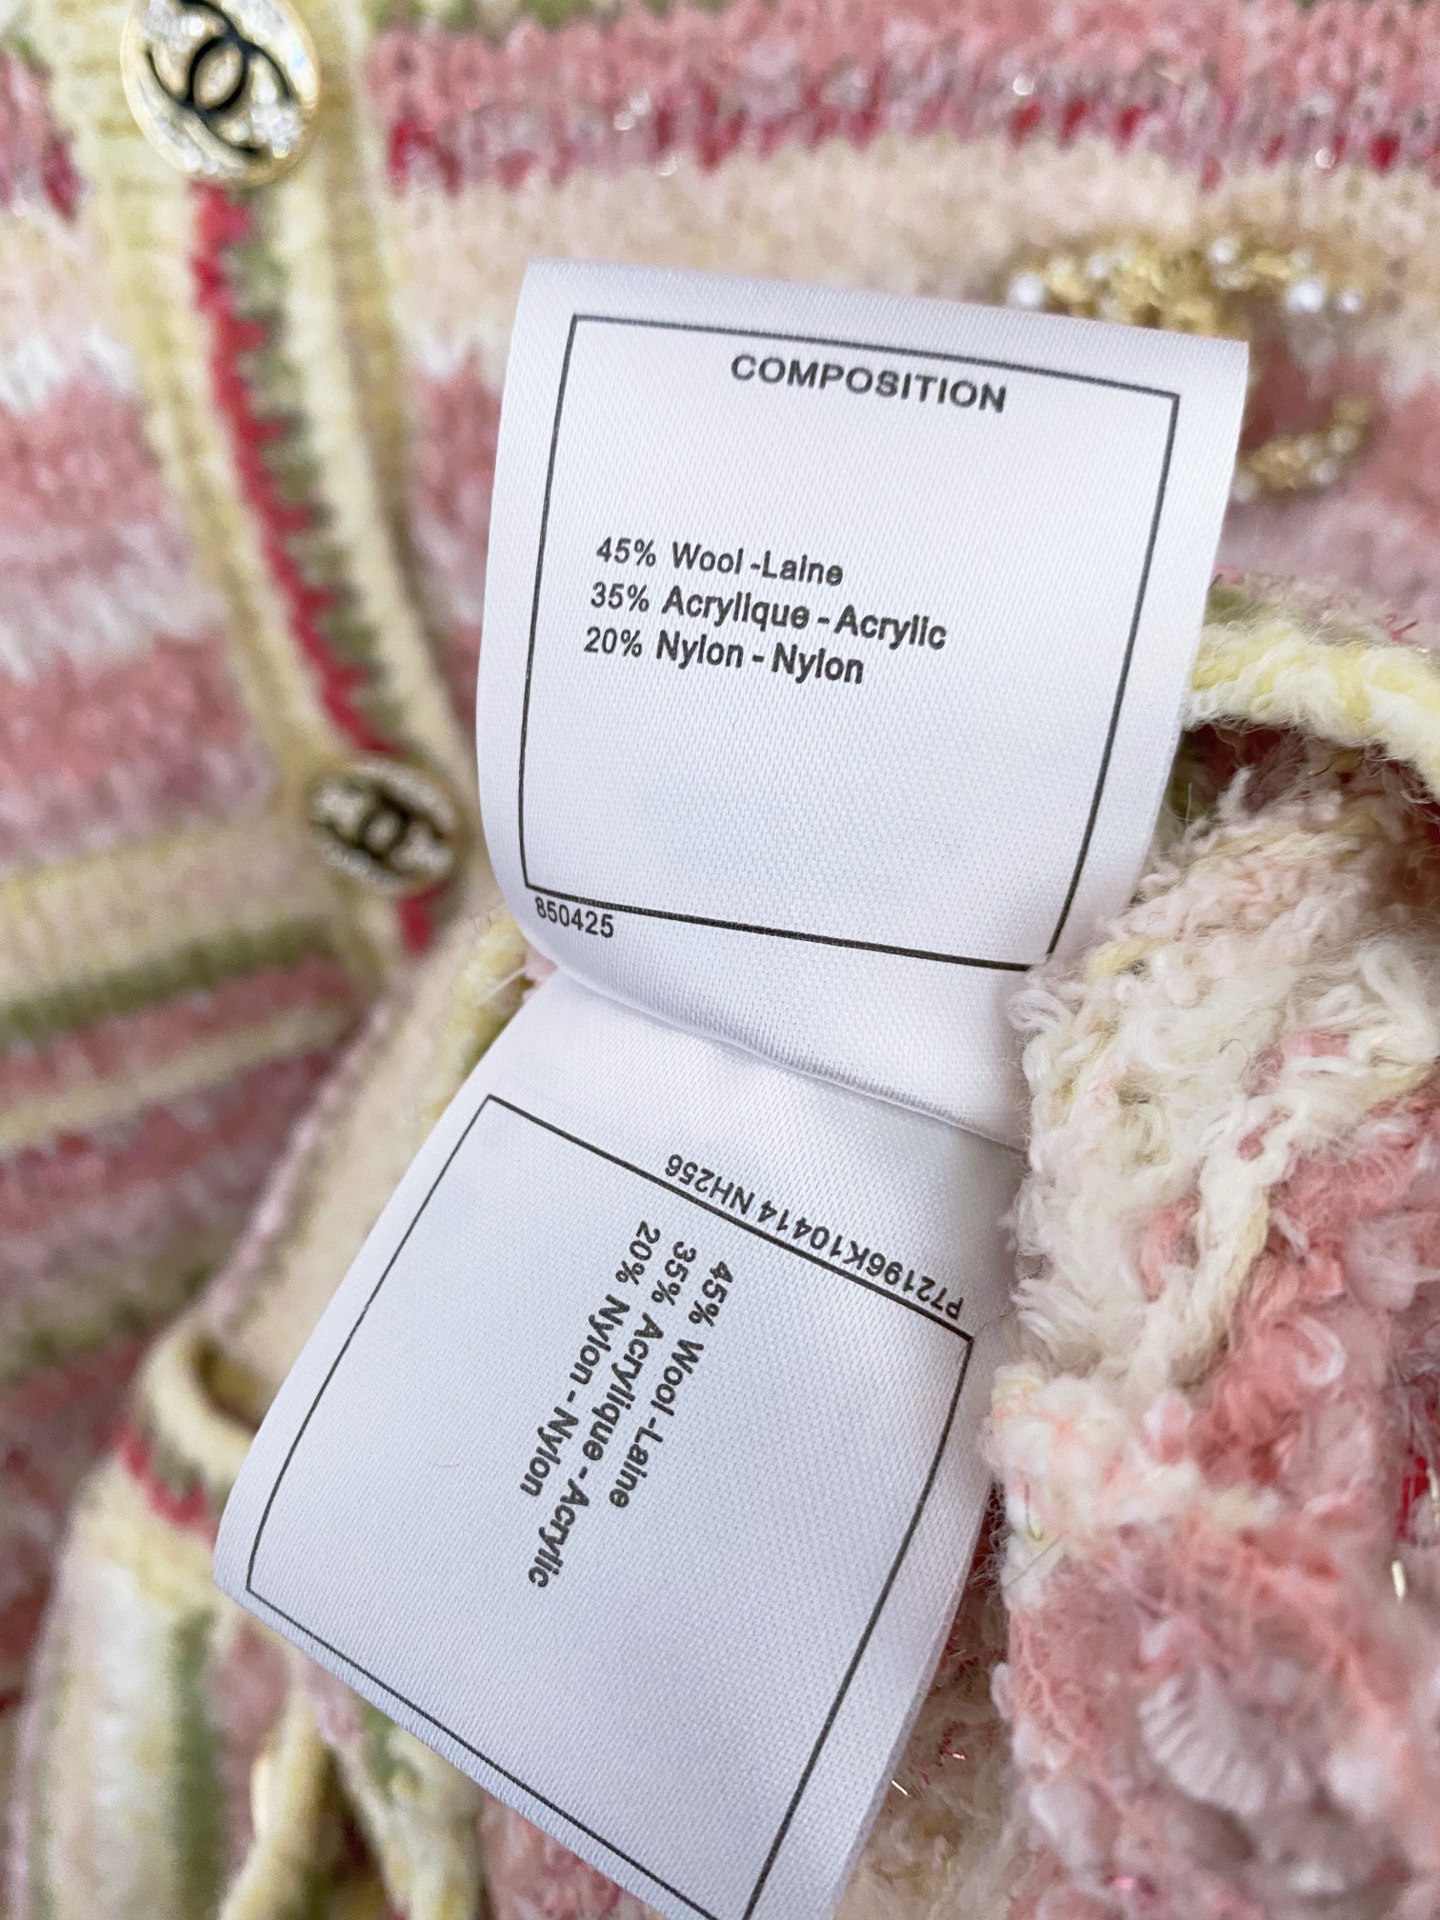 COMPOSITION
45% Wool -Laine
35% Acrylique - Acrylic
20% Nylon - Nylon
850425
P72196K10414 NH256
45% Wool -Laine
35% Acrylique - Acrylic
20% Nylon - Nylon